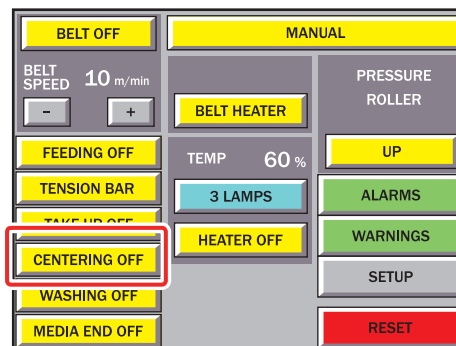 BELT OFF
MANUAL
BELT
SPEED 10 m/min
- +
BELT HEATER
PRESSURE
ROLLER
FEEDING OFF
TEMP 60 %
UP
TENSION BAR
3 LAMPS
ALARMS
TAKE UP OFF
HEATER OFF
WARNINGS
CENTERING OFF
SETUP
WASHING OFF
MEDIA END OFF
RESET